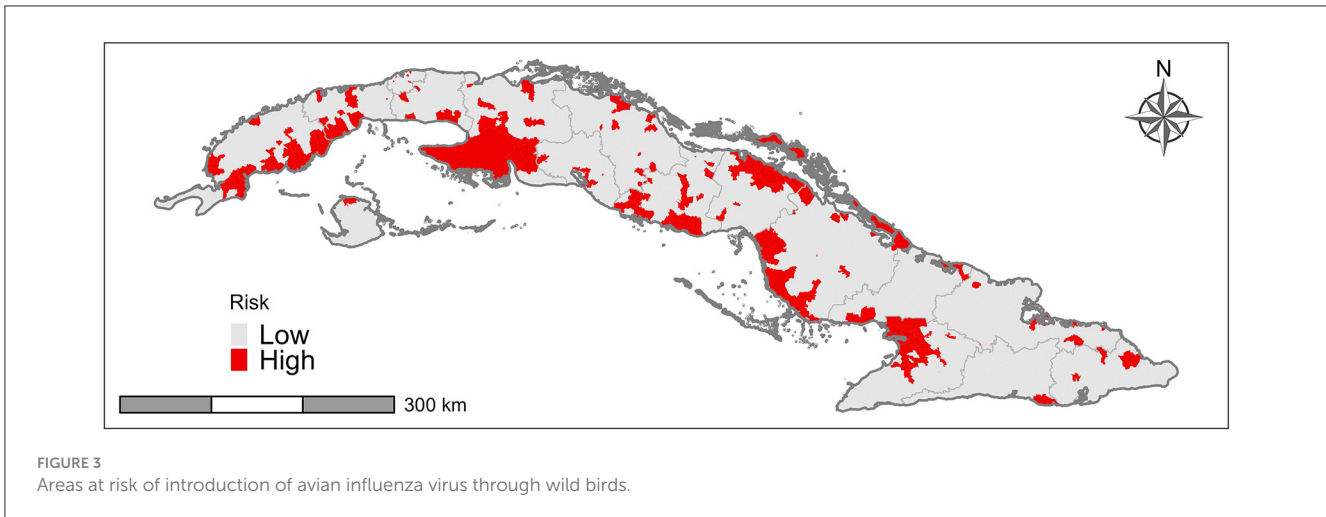 N
Risk
Low
High
300 km
FIGURE 3
Areas at risk of introduction of avian influenza virus through wild birds.